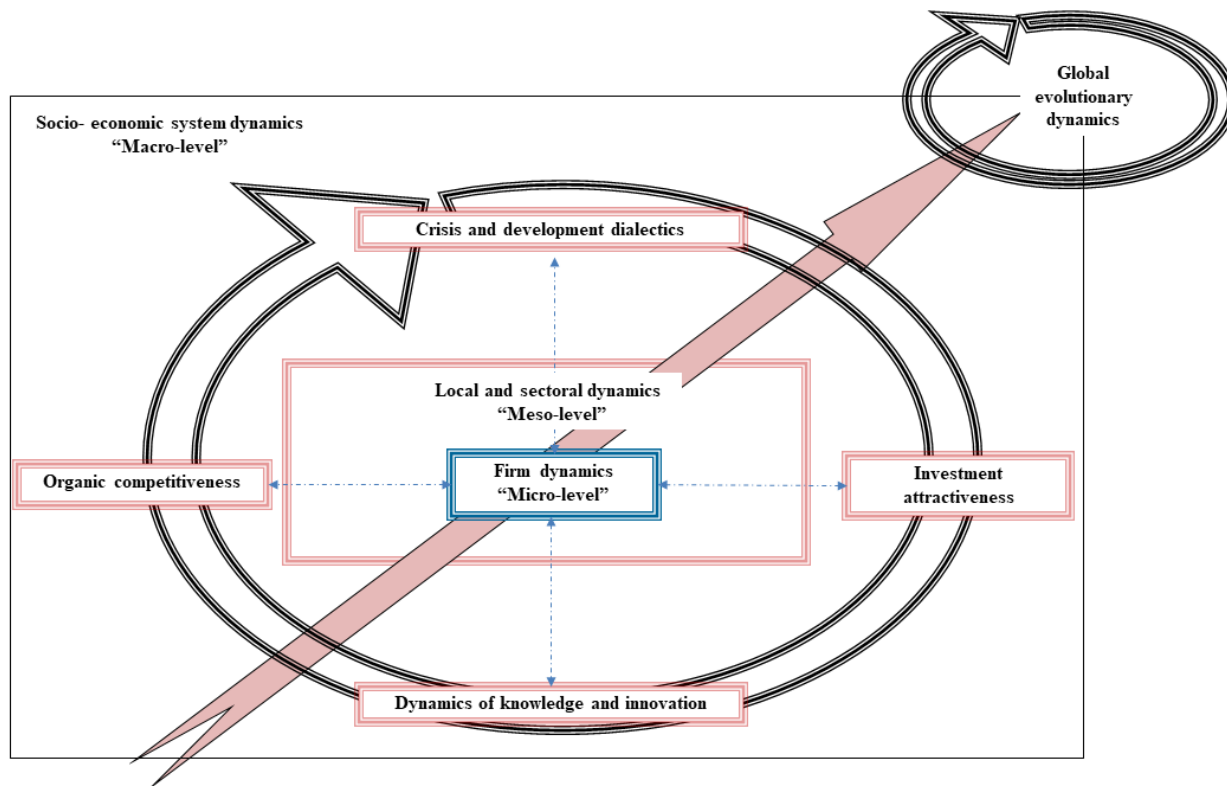 Global
evolutionary
dynamics
Socio- economic system dynamics
“Macro-level”
Crisis and development dialectics
Local and sectoral dynamics
“Meso-level”
Organic competitiveness
Firm dynamics
“Micro-level”
Investment
attractiveness
Dynamics of knowledge and innovation